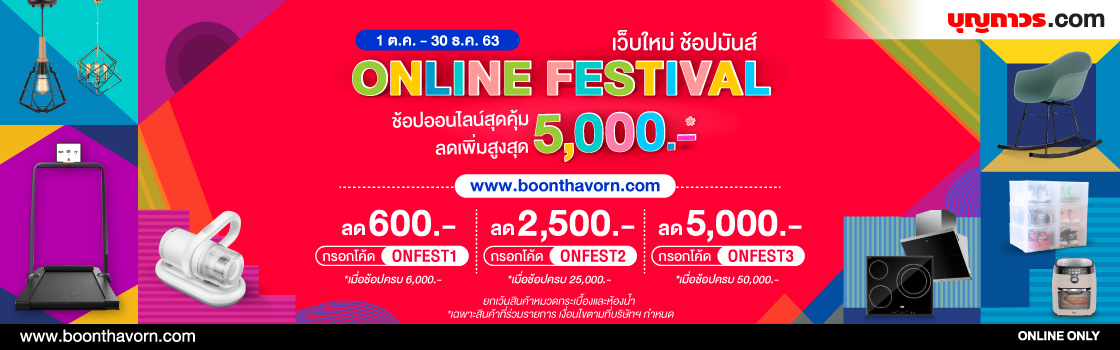 บุญถาวร.com
1 ต.ค. - 30 ธ.ค. 63
เว็บใหม่ ช้อปมันส์
ONLINE FESTIVAL
ช้อปออนไลน์สุดคุ้ม
ลดเพิ่มสูงสุด 5,000.-*
www.boonthavorn.com
ลด 600.-
กรอกโค้ด ONFEST1
*เมื่อช้อปครบ 6,000.-
ลด 2,500.-
กรอกโค้ด ONFEST2
*เมื่อช้อปครบ 25,000.-
ลด 5,000.-
กรอกโค้ด ONFEST3
*เมื่อช้อปครบ 50,000.-
ยกเว้นสินค้าหมวดกระเบื้องและห้องน้ำ
*เฉพาะสินค้าที่ร่วมรายการ เงื่อนไขตามที่บริษัทฯ กำหนด
www.boonthavorn.com
ONLINE ONLY